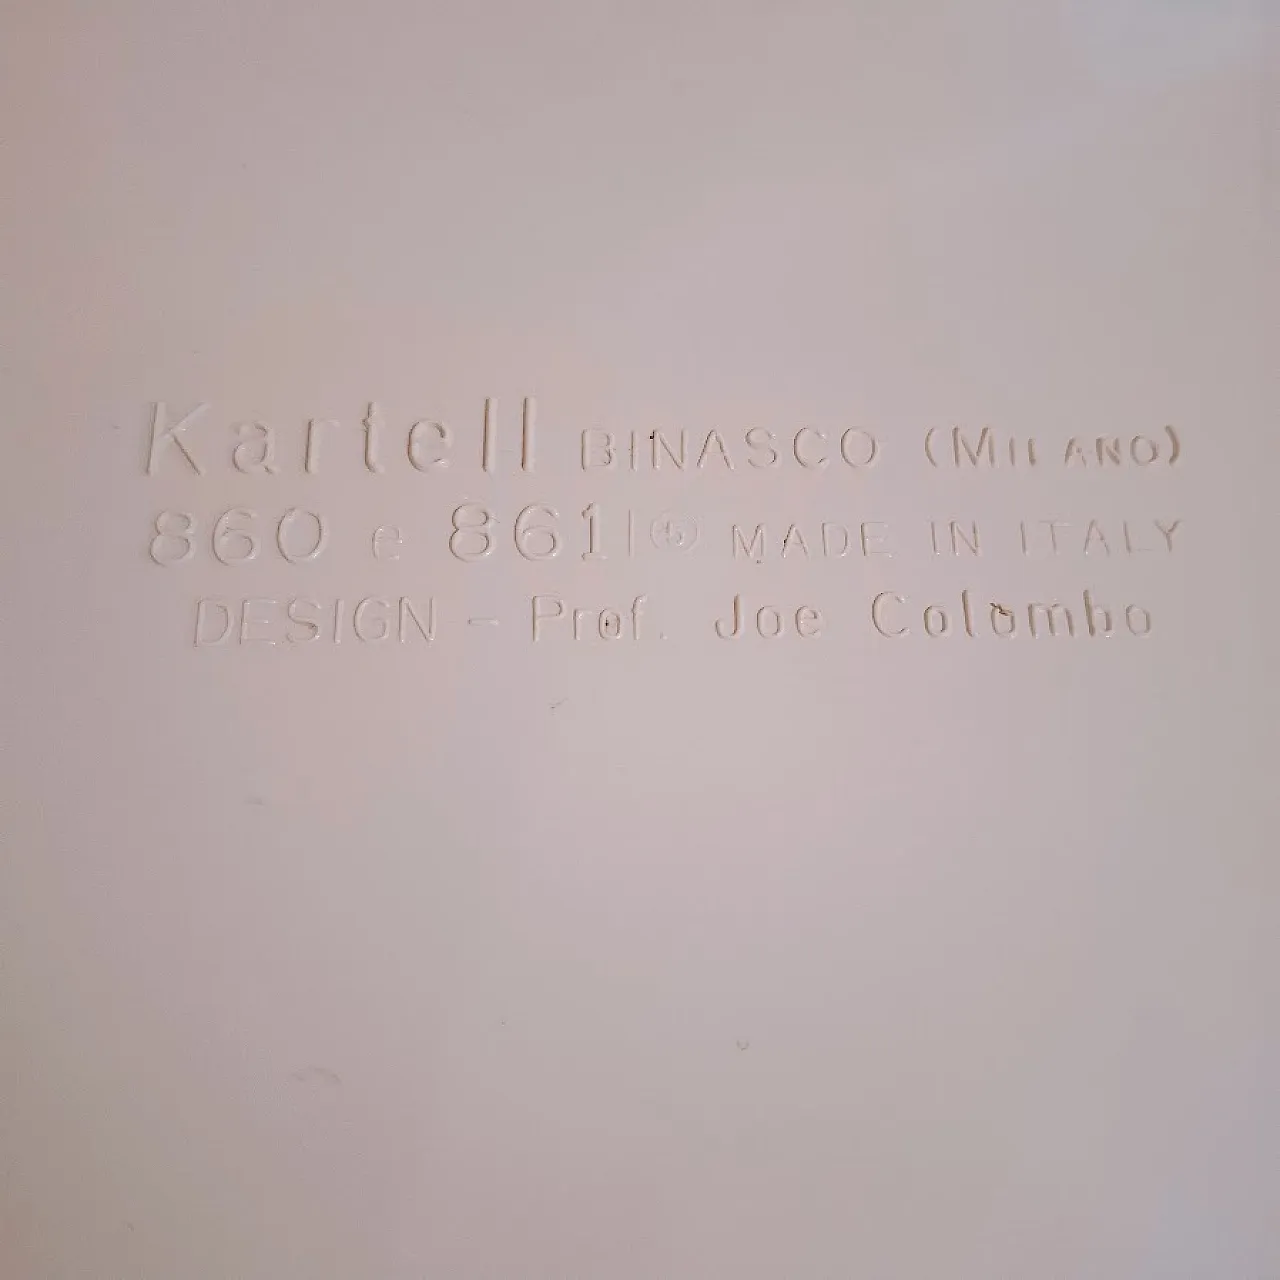 Kartell BINASCO (MILANO)
860 e 861 MADE IN ITALY
DESIGN - Prof. Joe Colombo